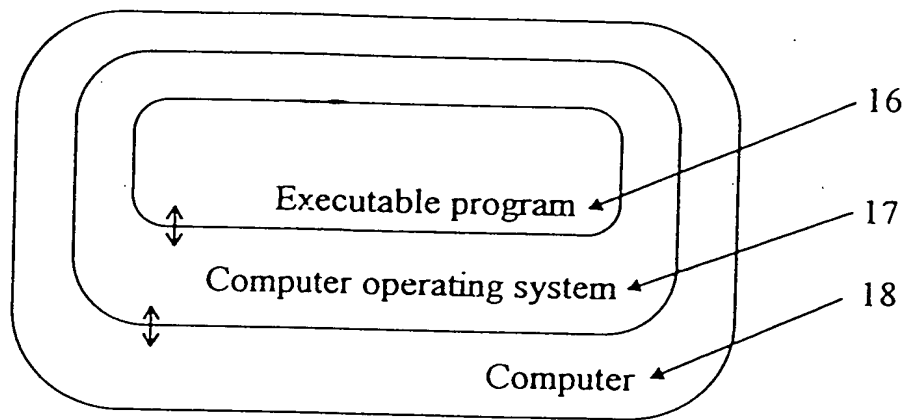 16
Executable program
17
Computer operating system
18
Computer